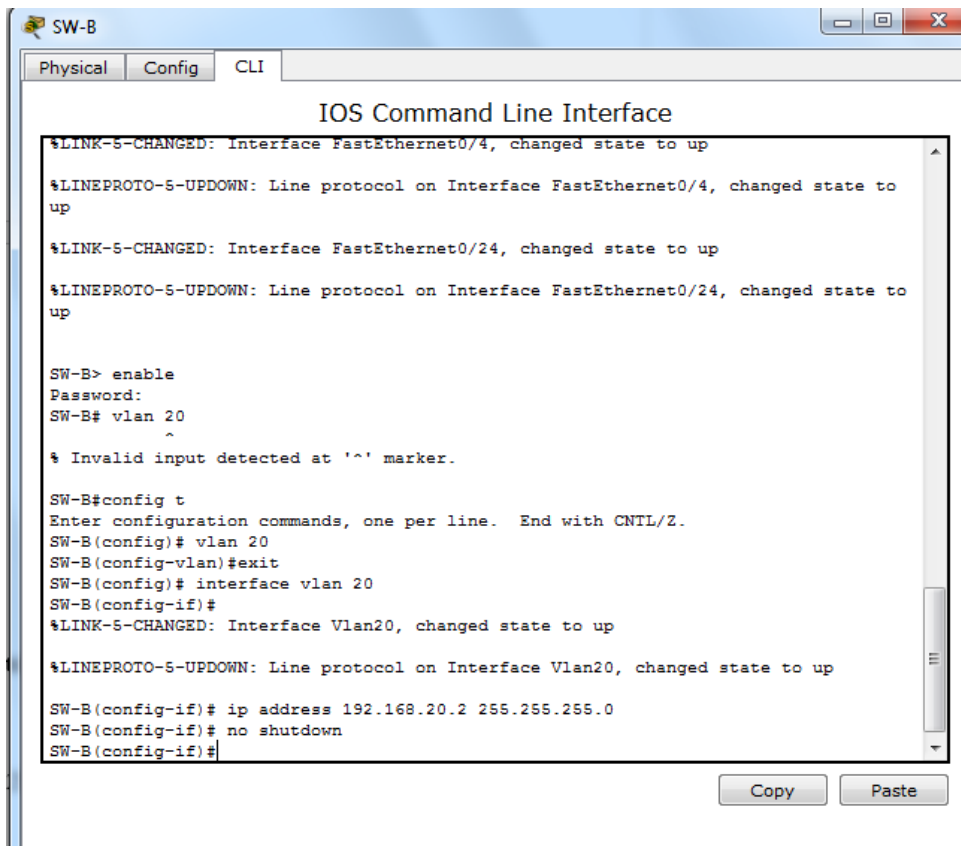 SW-B
Physical Config CLI
IOS Command Line Interface
%LINK-5-CHANGED: Interface FastEthernet0/4, changed state to up
%LINEPROTO-5-UPDOWN: Line protocol on Interface FastEthernet0/4, changed state to
up
%LINK-5-CHANGED: Interface FastEthernet0/24, changed state to up
%LINEPROTO-5-UPDOWN: Line protocol on Interface FastEthernet0/24, changed state to
up
SW-B> enable
Password:
SW-B# vlan 20
^
% Invalid input detected at '^' marker.
SW-B#config t
Enter configuration commands, one per line.  End with CNTL/Z.
SW-B(config)# vlan 20
SW-B(config-vlan)#exit
SW-B(config)# interface vlan 20
SW-B(config-if)#
%LINK-5-CHANGED: Interface Vlan20, changed state to up
%LINEPROTO-5-UPDOWN: Line protocol on Interface Vlan20, changed state to up
SW-B(config-if)# ip address 192.168.20.2 255.255.255.0
SW-B(config-if)# no shutdown
SW-B(config-if)#
Copy Paste